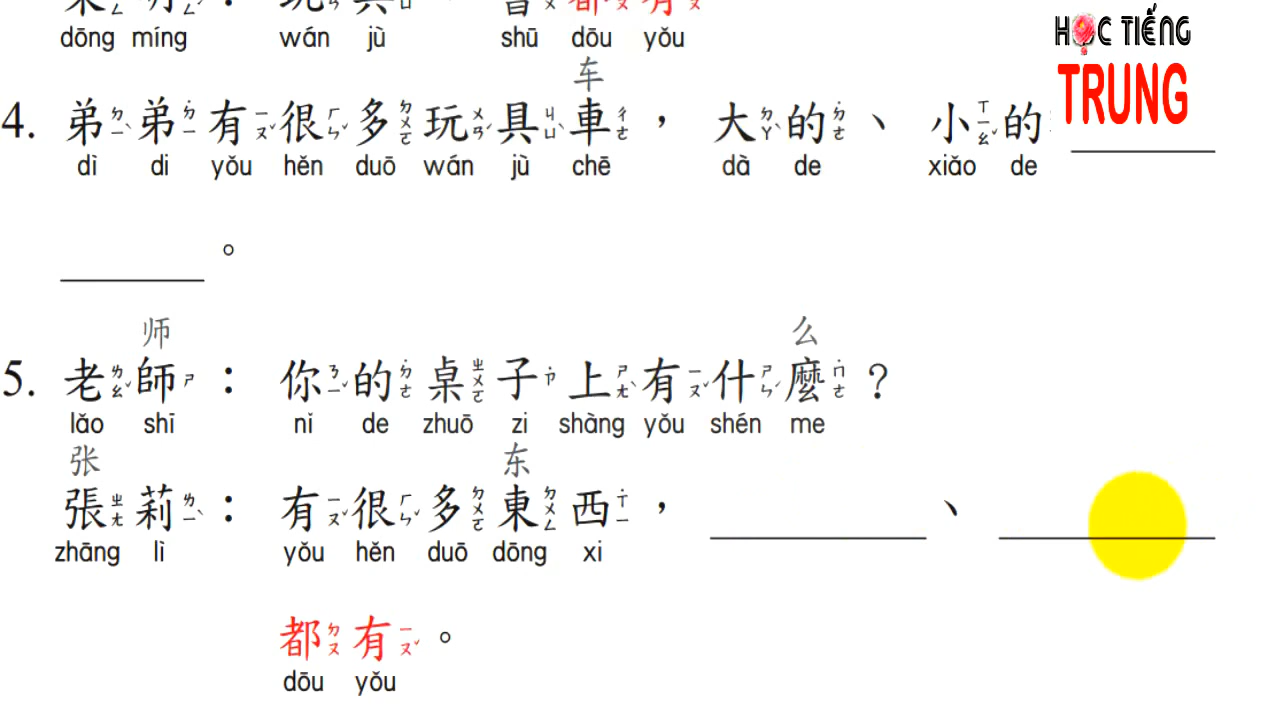 dōng míng wán jù shū dōu yǒu
HỌC TIẾNG
TRUNG
车
4. 弟弟有很多玩具車，大的、小的
dì di yǒu hěn duō wán jù chē dà de xiǎo de
。
师 么
5. 老師：你的桌子上有什麼？
lǎo shī nǐ de zhuō zi shàng yǒu shén me
张 东
張莉：有很多東西，、
zhāng lì yǒu hěn duō dōng xi
都有。
dōu yǒu